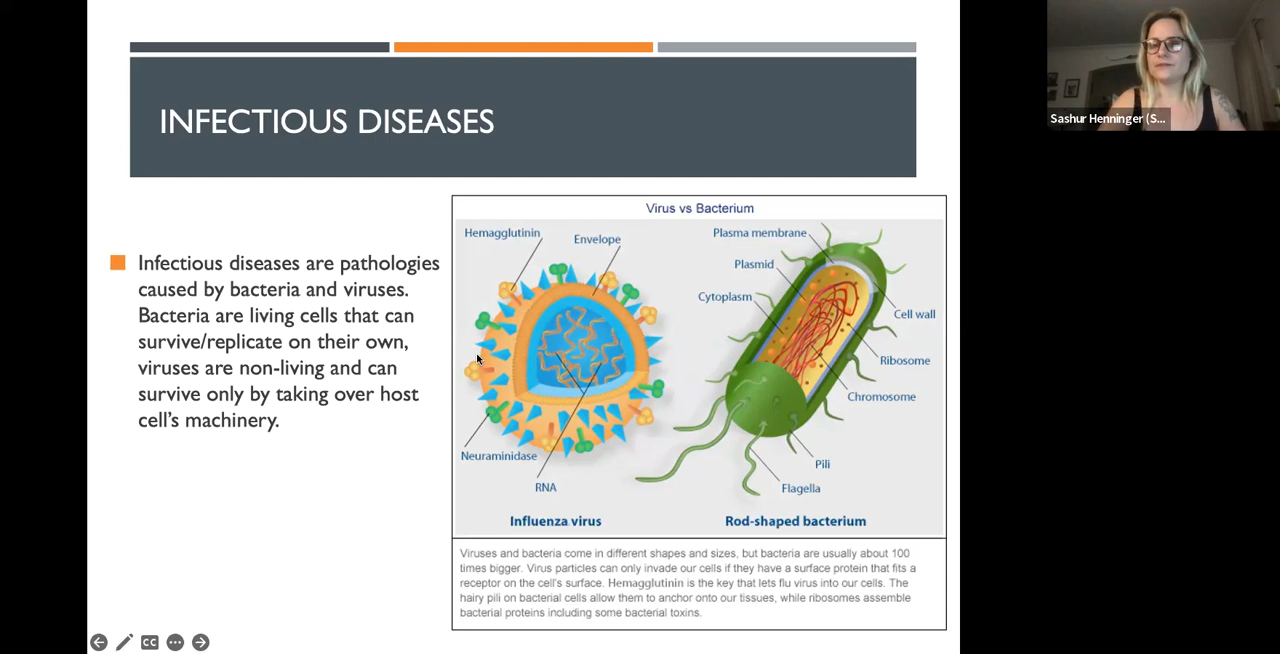 INFECTIOUS DISEASES
Infectious diseases are pathologies
caused by bacteria and viruses.
Bacteria are living cells that can
survive/replicate on their own,
viruses are non-living and can
survive only by taking over host
cell's machinery.
Virus vs Bacterium
Hemagglutinin
Envelope
Neuraminidase
RNA
Influenza virus
Plasma membrane
Plasmid
Cytoplasm
Cell wall
Ribosome
Chromosome
Pili
Flagella
Rod-shaped bacterium
Viruses and bacteria come in different shapes and sizes, but bacteria are usually about 100
times bigger. Virus particles can only invade our cells if they have a surface protein that fits a
receptor on the cell's surface. Hemagglutinin is the key that lets flu virus into our cells. The
hairy pili on bacterial cells allow them to anchor onto our tissues, while ribosomes assemble
bacterial proteins including some bacterial toxins.
CC
Sashur Henninger (S...